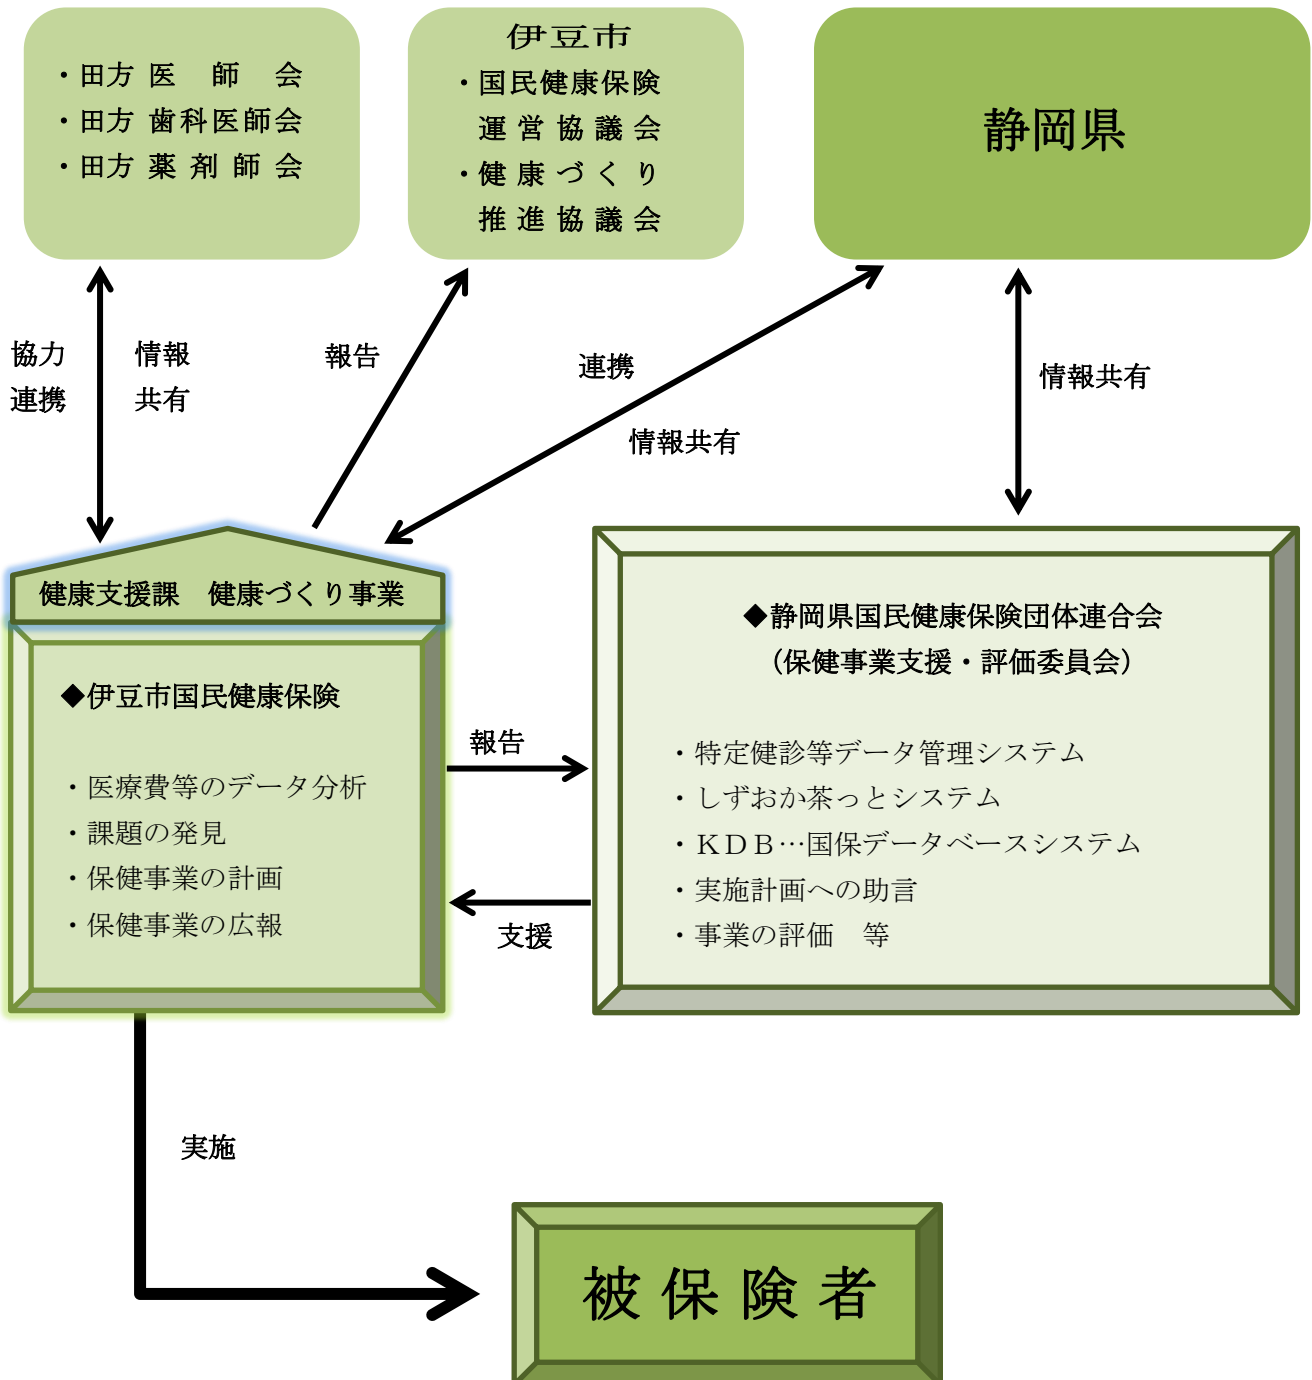 ・田方 医 師 会
・田方 歯科医師会
・田方 薬 剤 師 会
伊豆市
・国民健康保険
運 営 協 議 会
・健 康 づ く り
推 進 協 議 会
静岡県
協力
連携
情報
共有
報告
連携
情報共有
情報共有
健康支援課　健康づくり事業
◆伊豆市国民健康保険
・医療費等のデータ分析
・課題の発見
・保健事業の計画
・保健事業の広報
報告
支援
◆静岡県国民健康保険団体連合会
（保健事業支援・評価委員会）
・特定健診等データ管理システム
・しずおか茶っとシステム
・ＫＤＢ…国保データベースシステム
・実施計画への助言
・事業の評価　等
実施
被 保 険 者